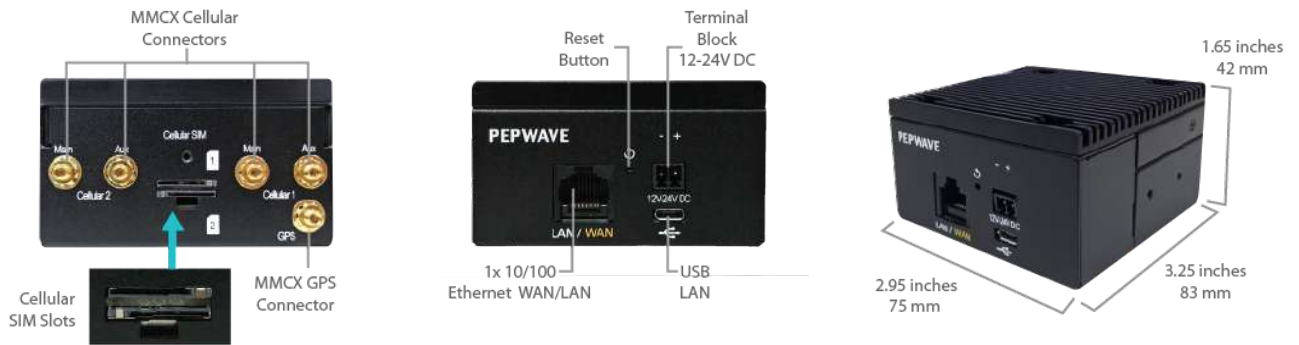 MMCX Cellular
Connectors
Cellular SIM
Main
Aux
1
Main
Aux
Cellular 2
Cellular 1
2
GPS
Cellular
SIM Slots
MMCX GPS
Connector
Reset
Button
Terminal
Block
12-24V DC
PEPWAVE
- +
12V-24V DC
LAN / WAN
1x 10/100
Ethernet WAN/LAN
USB
LAN
1.65 inches
42 mm
PEPWAVE
- +
12V-24V DC
LAN / WAN
2.95 inches
75 mm
3.25 inches
83 mm